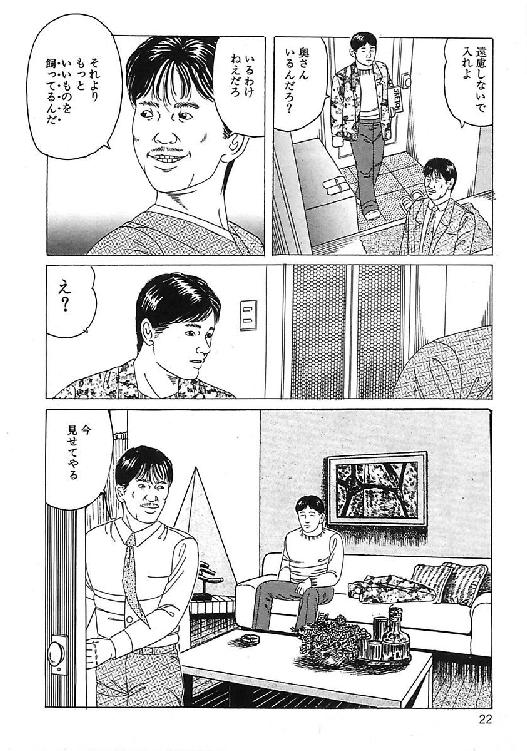 遠慮しないで
入れよ
奥さん
いるんだろ？
いるわけ
ねえだろ
それより
もっと
いいものを
飼ってるんだ
え？
今
見せてやる
22